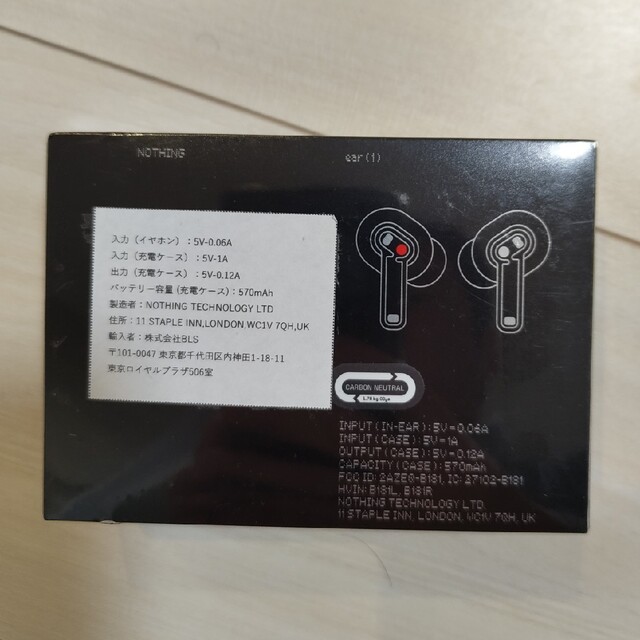 NOTHING
ear (1)
入力 (イヤホン) : 5V-0.06A
入力 (充電ケース) : 5V-1A
出力 (充電ケース) : 5V-0.12A
バッテリー容量 (充電ケース) : 570mAh
製造者 : NOTHING TECHNOLOGY LTD
住所 : 11 STAPLE INN,LONDON WC1V 7QH,UK
輸入者 : 株式会社BLS
〒101-0047 東京都千代田区内神田1-18-11
東京ロイヤルプラザ506室
CARBON NEUTRAL
INPUT (IN-EAR): 5V=0.06A
INPUT (CASE): 5V=1A
OUTPUT (CASE): 5V=0.12A
CAPACITY (CASE): 570mAh
FCC ID: 2AZEQ-B181, IC: 27102-B181
HVIN: B181L, B181R
NOTHING TECHNOLOGY LTD.
11 STAPLE INN, LONDON, WC1V 7QH, UK